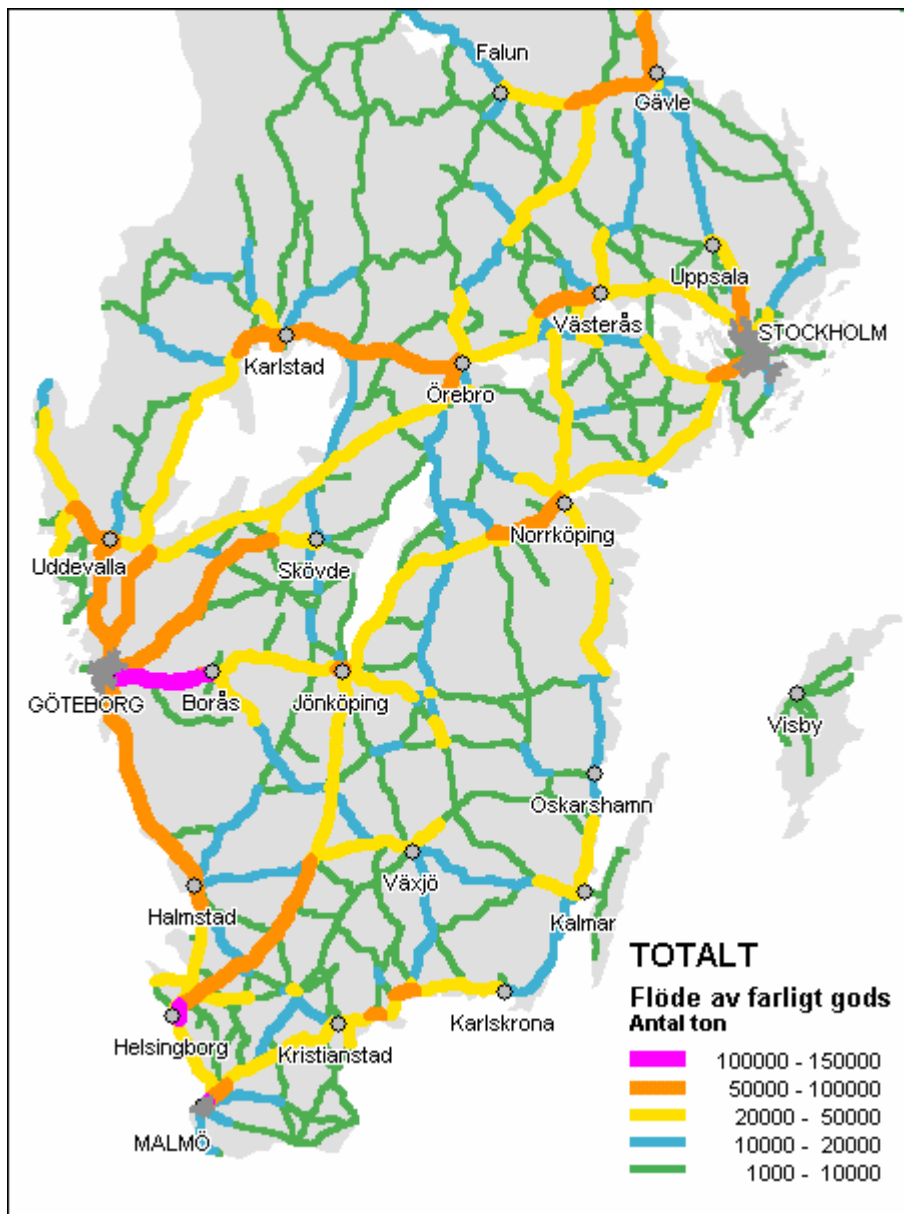 Falun
Gävle
Uppsala
Västerås
STOCKHOLM
Karlstad
Örebro
Norrköping
Uddevalla
Skövde
GÖTEBORG
Borås
Jönköping
Visby
Oskarshamn
Växjö
Kalmar
Halmstad
Karlskrona
Helsingborg
Kristianstad
MALMÖ
TOTALT
Flöde av farligt gods
Antal ton
100000 - 150000
50000 - 100000
20000 - 50000
10000 - 20000
1000 - 10000